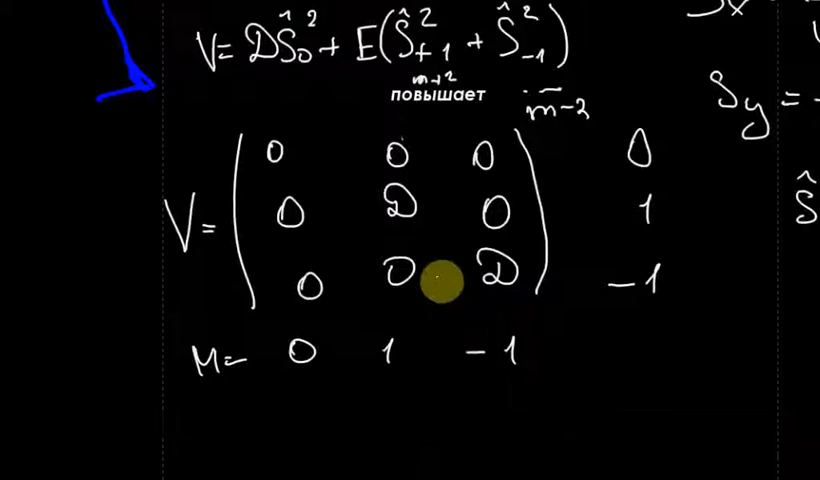 V = DŜ₀² + E(Ŝ₊₁² + Ŝ₋₁²)
m+2
повышает
m-2
Sy =
0 0 0 0
V = 0 D 0 1
0 0 D -1
Ŝ
M = 0 1 -1